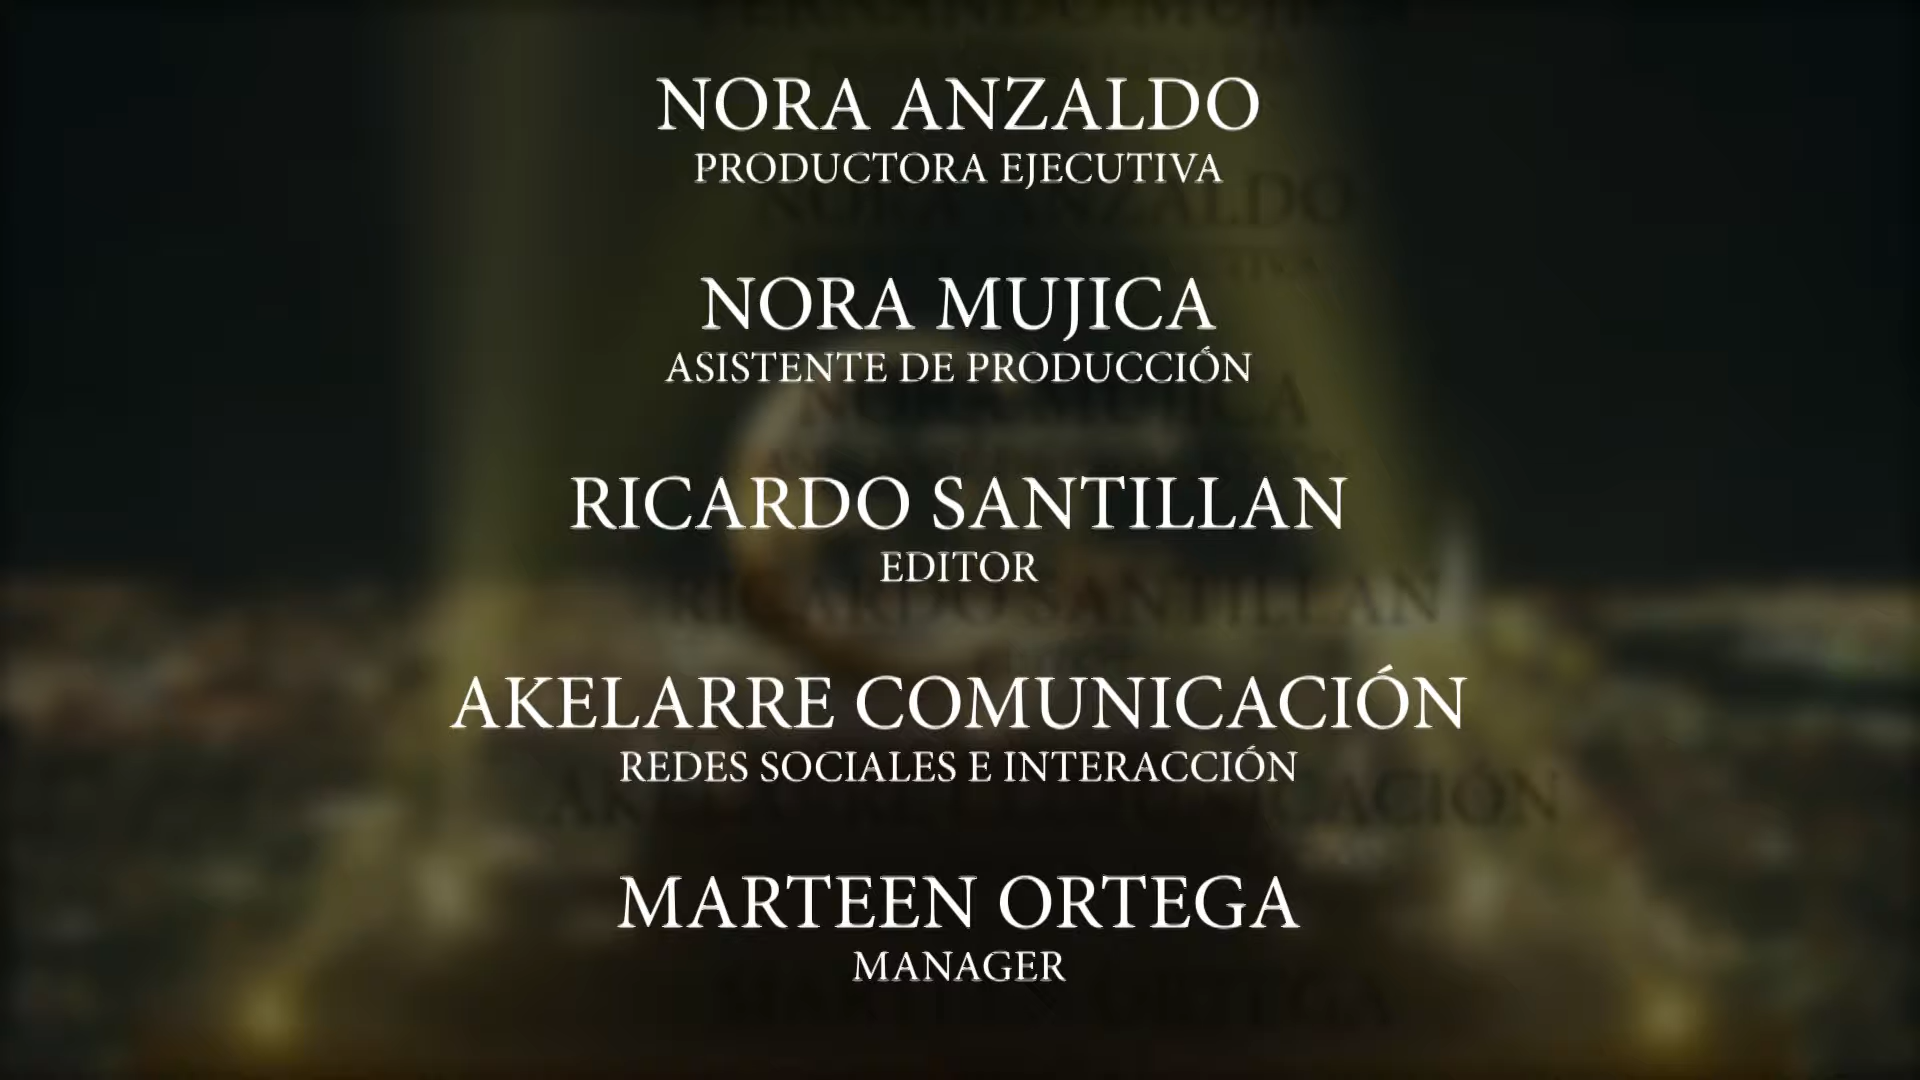 NORA ANZALDO
PRODUCTORA EJECUTIVA
NORA MUJICA
ASISTENTE DE PRODUCCIÓN
RICARDO SANTILLAN
EDITOR
AKELARRE COMUNICACIÓN
REDES SOCIALES E INTERACCIÓN
MARTEEN ORTEGA
MANAGER